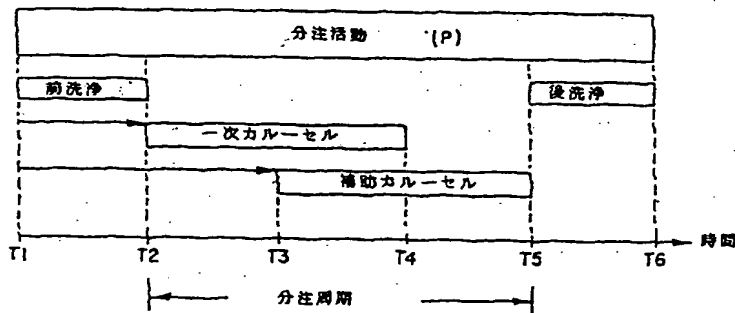 分注活動 (P)
前洗浄
後洗浄
一次カルーセル
補助カルーセル
T1 T2 T3 T4 T5 T6 時間
分注周期